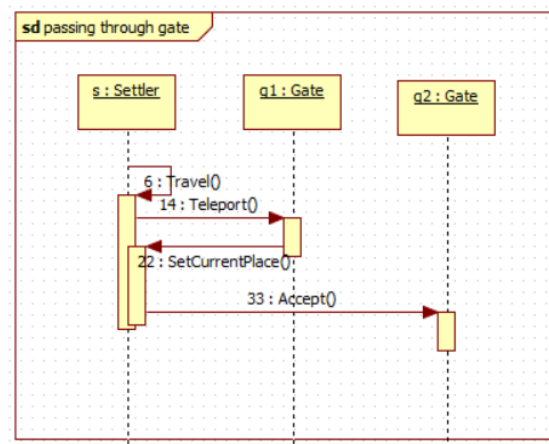 sd passing through gate
s : Settler
g1 : Gate
g2 : Gate
6 : Travel()
14 : Teleport()
22 : SetCurrentPlace()
33 : Accept()